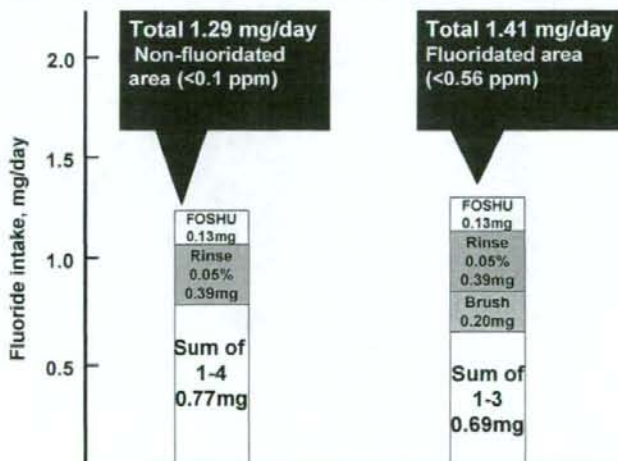 Total 1.29 mg/day
Non-fluoridated
area (<0.1 ppm)
Total 1.41 mg/day
Fluoridated area
(<0.56 ppm)
Fluoride intake, mg/day
2.0
1.5
1.0
0.5
FOSHU
0.13mg
Rinse
0.05%
0.39mg
Sum of
1-4
0.77mg
FOSHU
0.13mg
Rinse
0.05%
0.39mg
Brush
0.20mg
Sum of
1-3
0.69mg